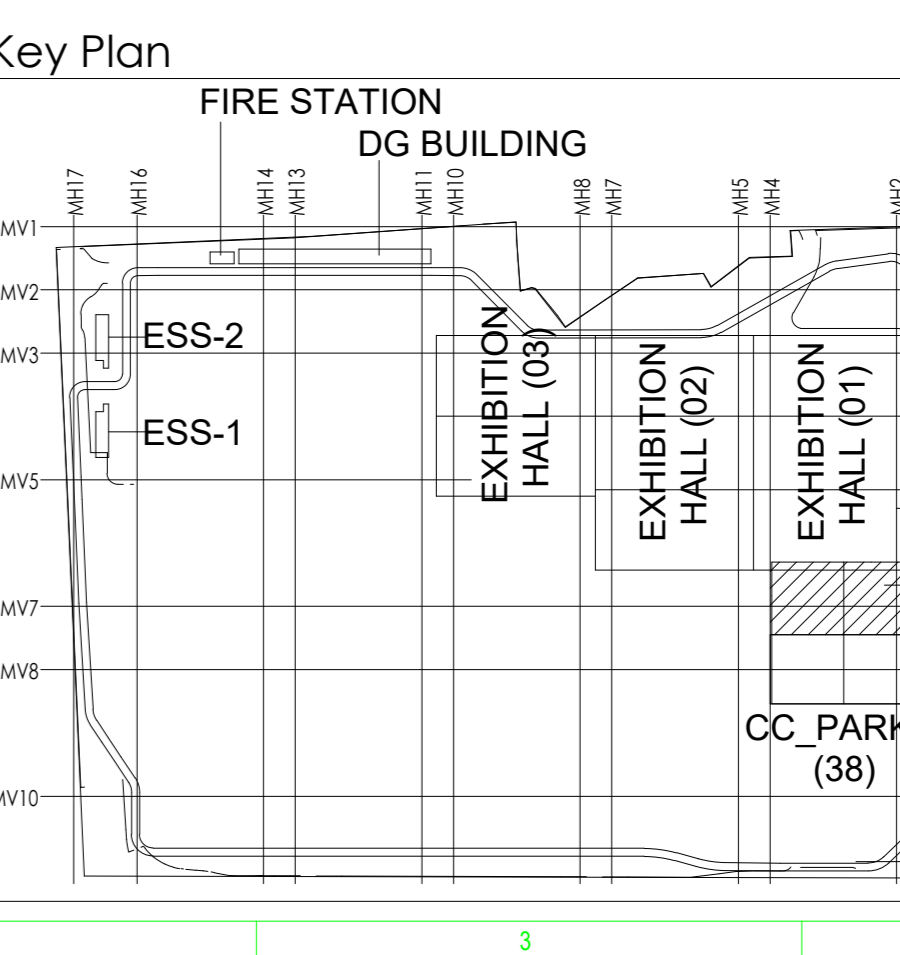 Key Plan
FIRE STATION
DG BUILDING
MH17
MH16
MH14
MH13
MH11
MH10
MH8
MH7
MH5
MH4
MH2
MV1
MV2
MV3
MV5
MV7
MV8
MV10
ESS-2
ESS-1
EXHIBITION
HALL (03)
EXHIBITION
HALL (02)
EXHIBITION
HALL (01)
CC_PARK
(38)
3